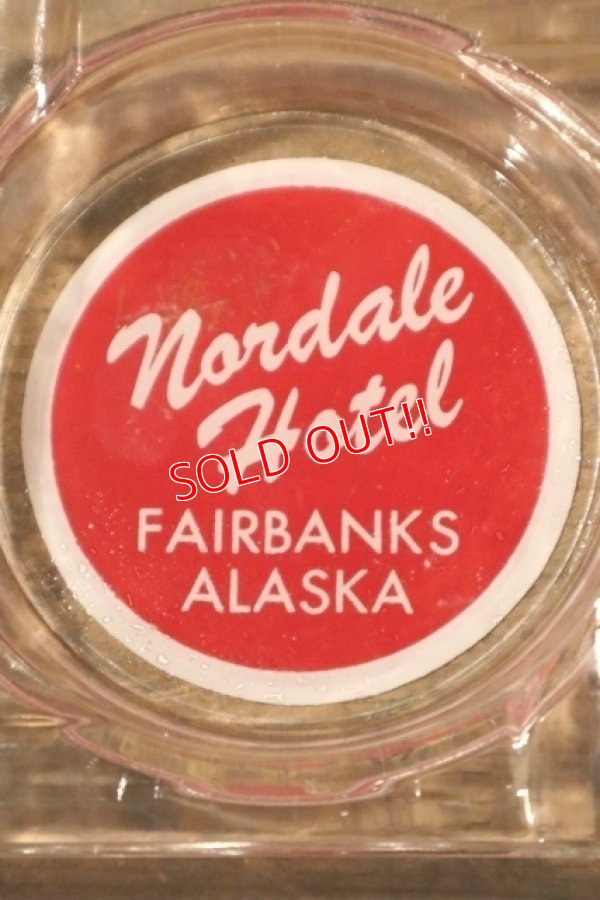 Nordale
Hotel
SOLD OUT!!
FAIRBANKS
ALASKA